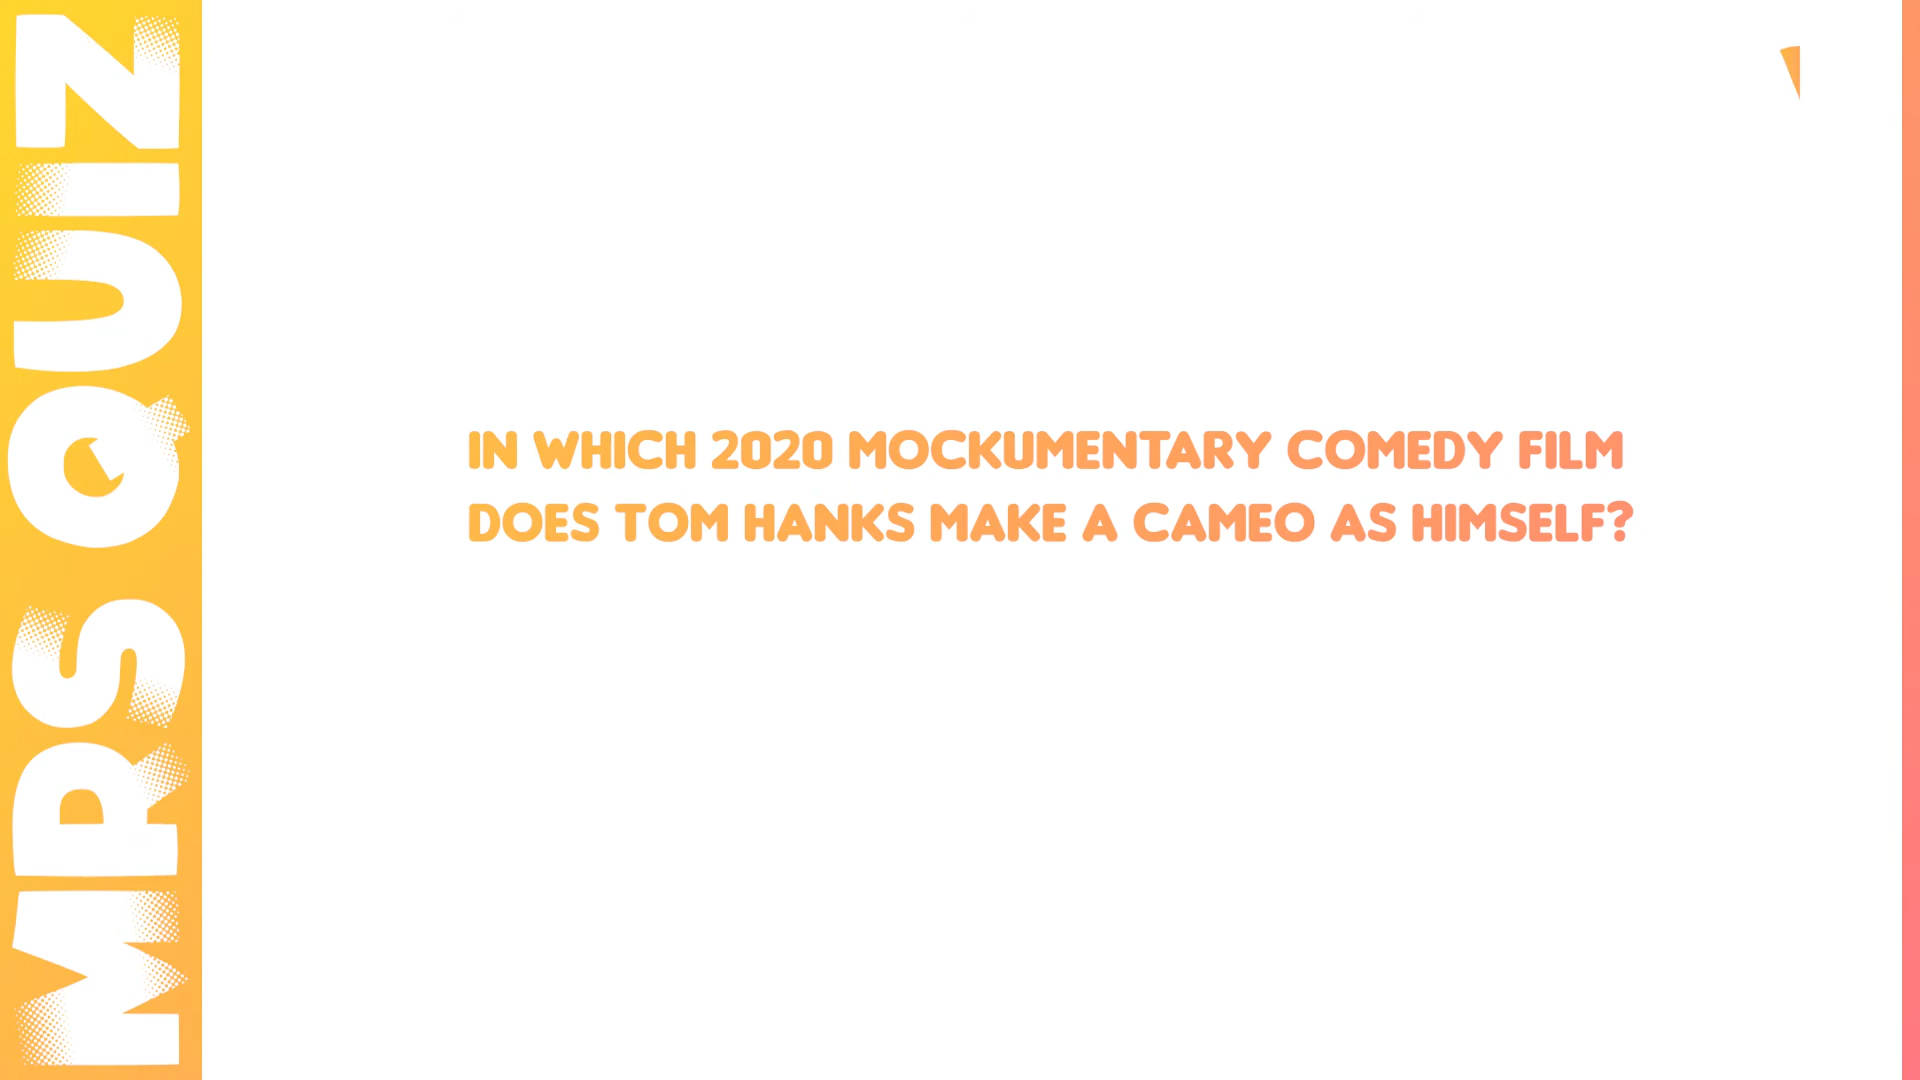 MRS QUIZ
IN WHICH 2020 MOCKUMENTARY COMEDY FILM
DOES TOM HANKS MAKE A CAMEO AS HIMSELF?